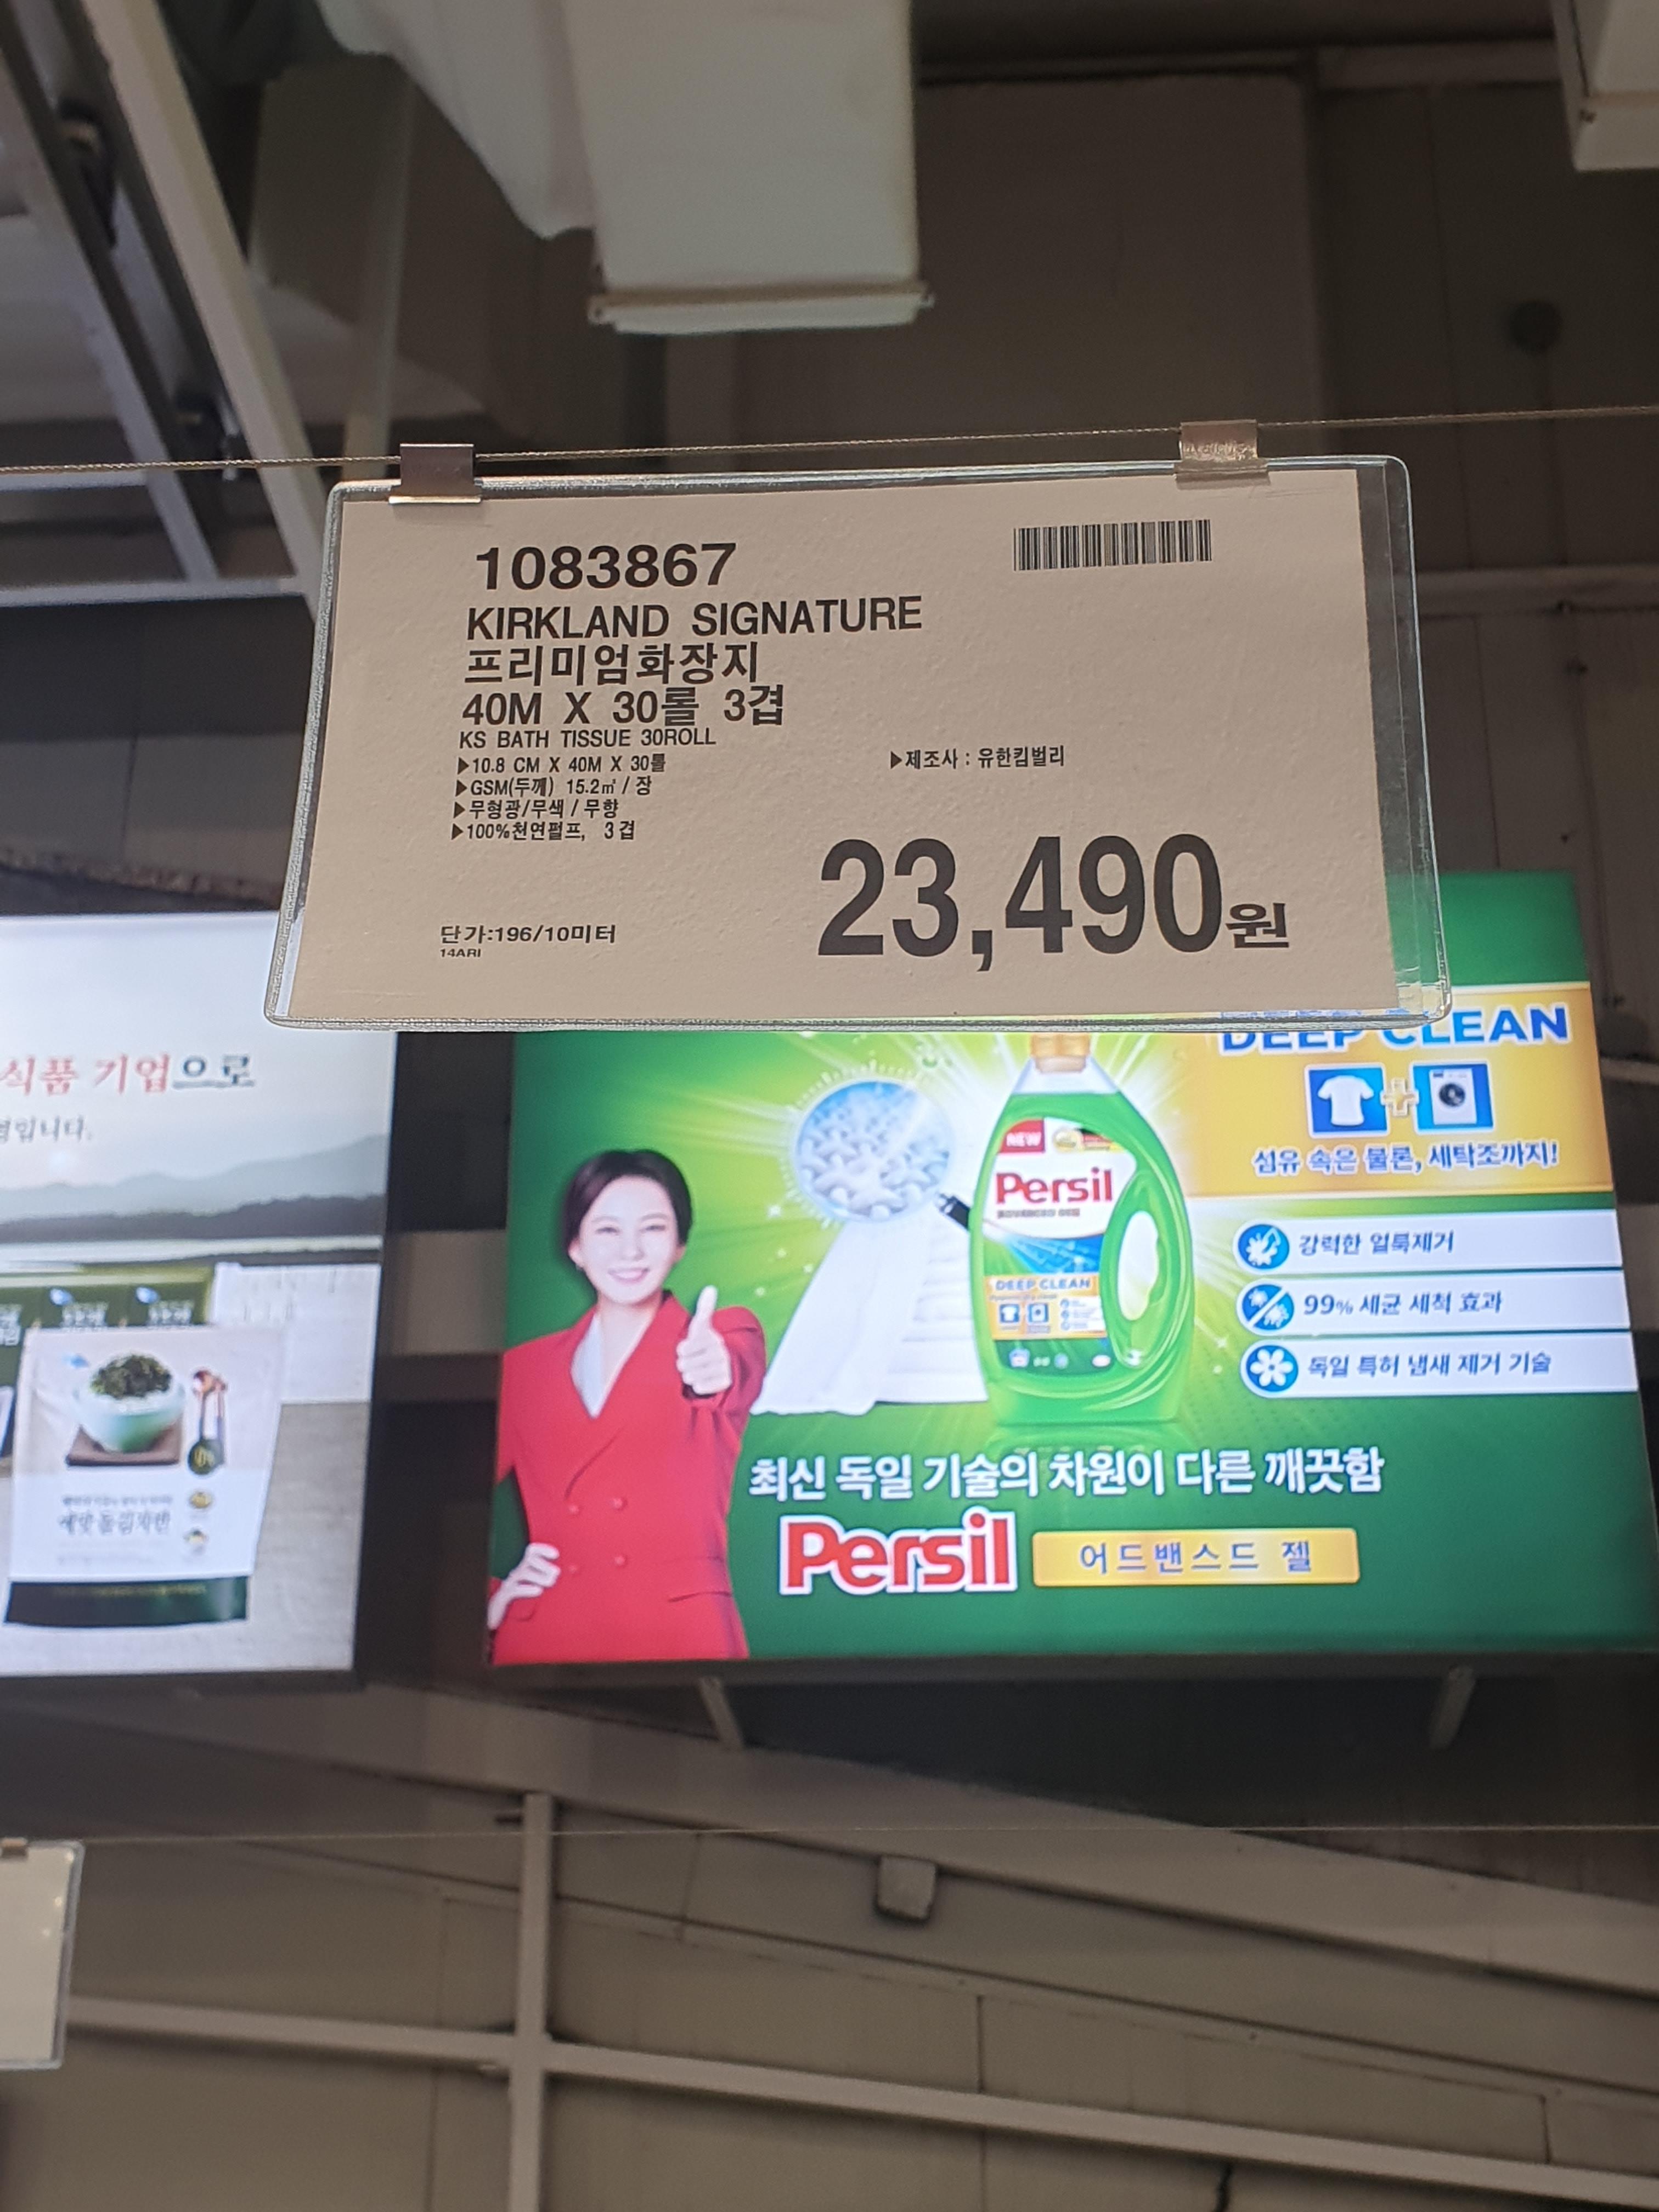 1083867
KIRKLAND SIGNATURE
프리미엄화장지
40M X 30롤 3겹
KS BATH TISSUE 30ROLL
▶10.8 CM X 40M X 30롤
▶GSM(두께) 15.2㎡ / 장
▶무형광/무색 / 무향
▶100%천연펄프, 3겹
▶제조사 : 유한킴벌리
23,490원
단가:196/10미터
14ARI
식품 기업으로
입니다.
DEEP CLEAN
섬유 속은 물론, 세탁조까지!
NEW
Persil
DEEP CLEAN
강력한 얼룩제거
99% 세균 세척 효과
독일 특허 냄새 제거 기술
최신 독일 기술의 차원이 다른 깨끗함
Persil 어드밴스드 젤